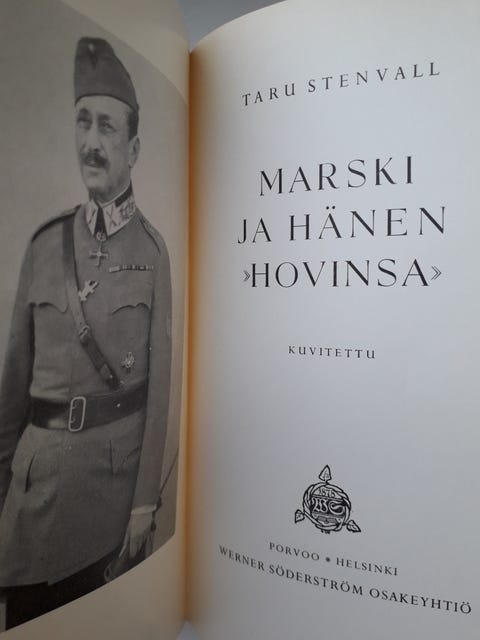 TARU STENVALL
MARSKI
JA HÄNEN
»HOVINSA»
KUVITETTU
PORVOO * HELSINKI
WERNER SÖDERSTRÖM OSAKEYHTIÖ